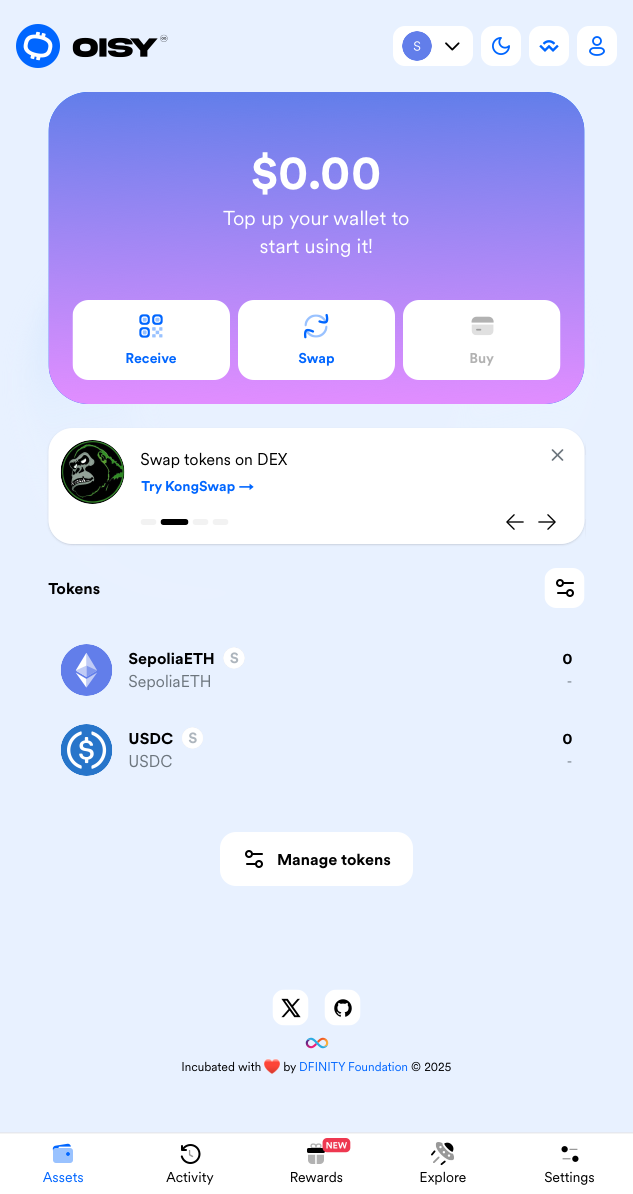 OISY
S
$0.00
Top up your wallet to
start using it!
Receive
Swap
Buy
Swap tokens on DEX
Try KongSwap →
Tokens
SepoliaETH S
0
SepoliaETH
-
USDC S
0
USDC
-
Manage tokens
Incubated with ❤️ by DFINITY Foundation © 2025
NEW
Assets
Activity
Rewards
Explore
Settings